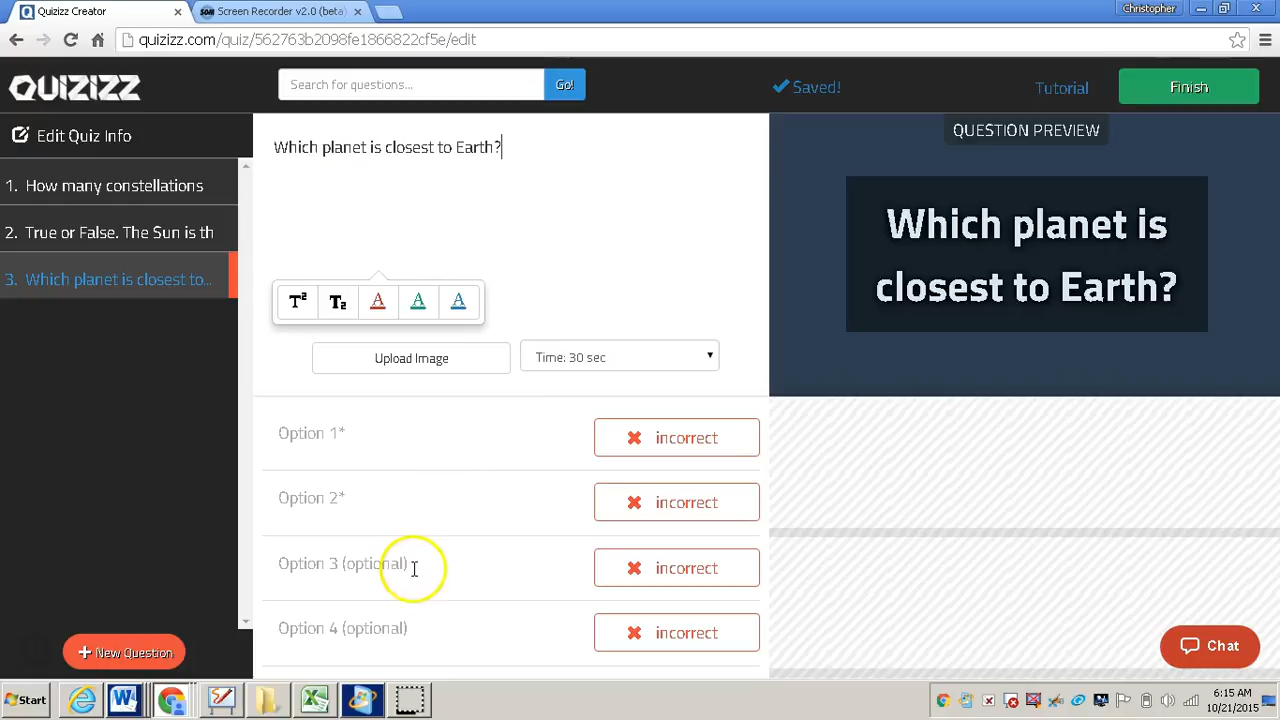 Quizizz Creator
Screen Recorder v2.0 (beta)
Christopher
quizizz.com/quiz/562763b2098fe1866822cf5e/edit
QUIZIZZ
Search for questions...
Go!
Saved!
Tutorial
Finish
Edit Quiz Info
1. How many constellations
2. True or False. The Sun is th
3. Which planet is closest to...
New Question
Which planet is closest to Earth?
T²
T₂
A
A
A
Upload Image
Time: 30 sec
Option 1*
incorrect
Option 2*
incorrect
Option 3 (optional)
incorrect
Option 4 (optional)
incorrect
QUESTION PREVIEW
Which planet is
closest to Earth?
Chat
Start
6:15 AM
10/21/2015